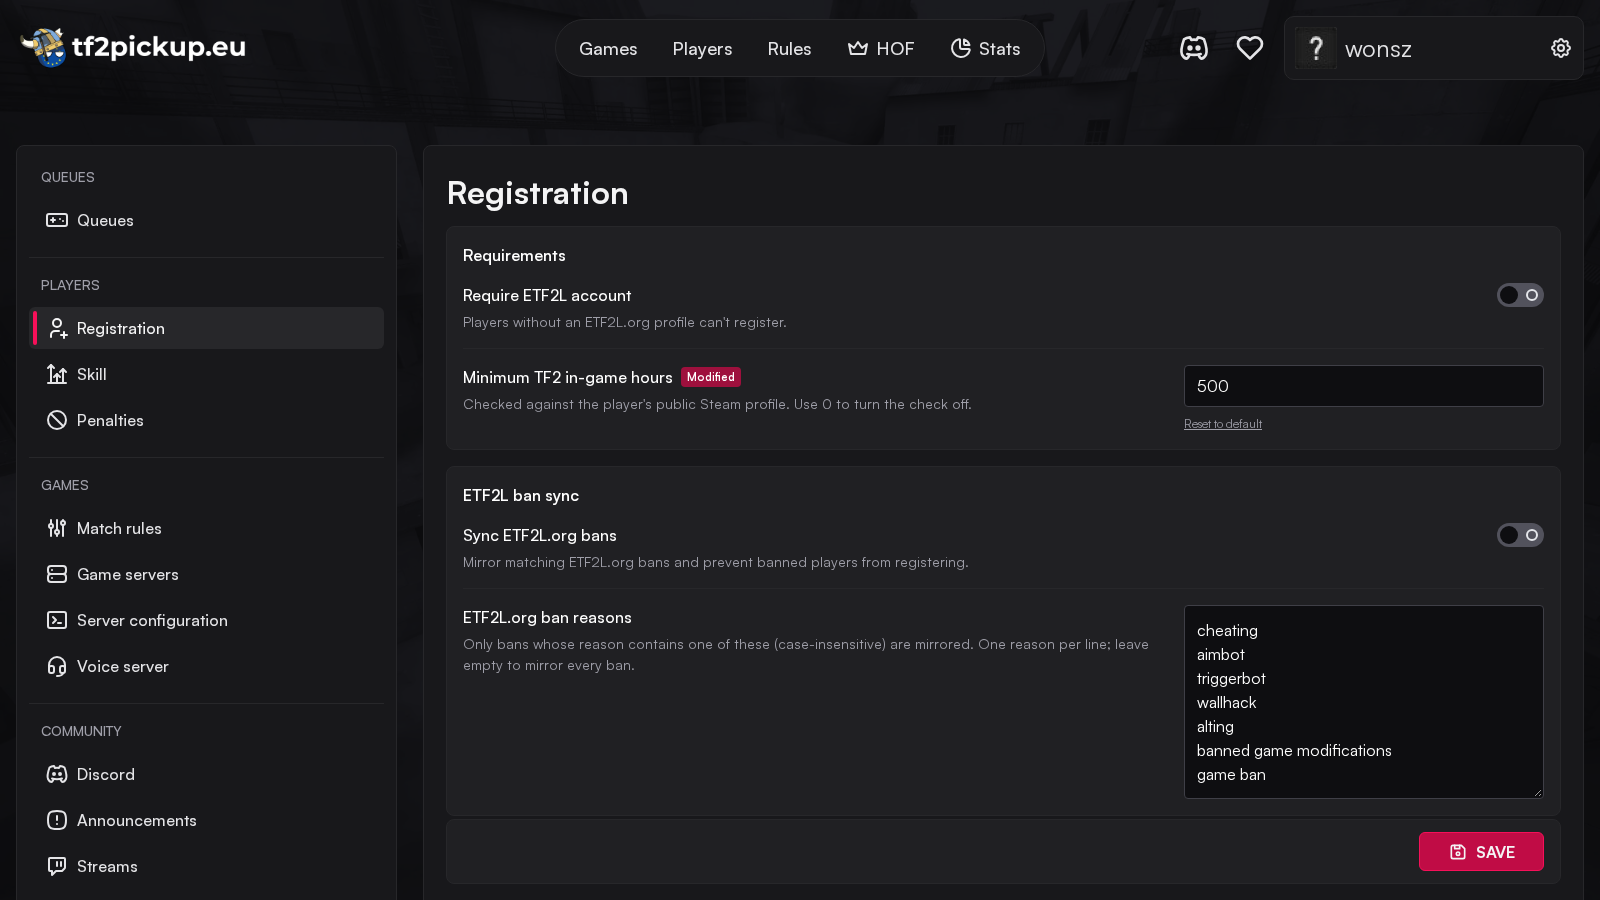 tf2pickup.eu
Games
Players
Rules
HOF
Stats
?
wonsz
QUEUES
Queues
PLAYERS
Registration
Skill
Penalties
GAMES
Match rules
Game servers
Server configuration
Voice server
COMMUNITY
Discord
Announcements
Streams
Registration
Requirements
Require ETF2L account
Players without an ETF2L.org profile can't register.
Minimum TF2 in-game hours Modified
Checked against the player's public Steam profile. Use 0 to turn the check off.
500
Reset to default
ETF2L ban sync
Sync ETF2L.org bans
Mirror matching ETF2L.org bans and prevent banned players from registering.
ETF2L.org ban reasons
Only bans whose reason contains one of these (case-insensitive) are mirrored. One reason per line; leave
empty to mirror every ban.
cheating
aimbot
triggerbot
wallhack
alting
banned game modifications
game ban
SAVE